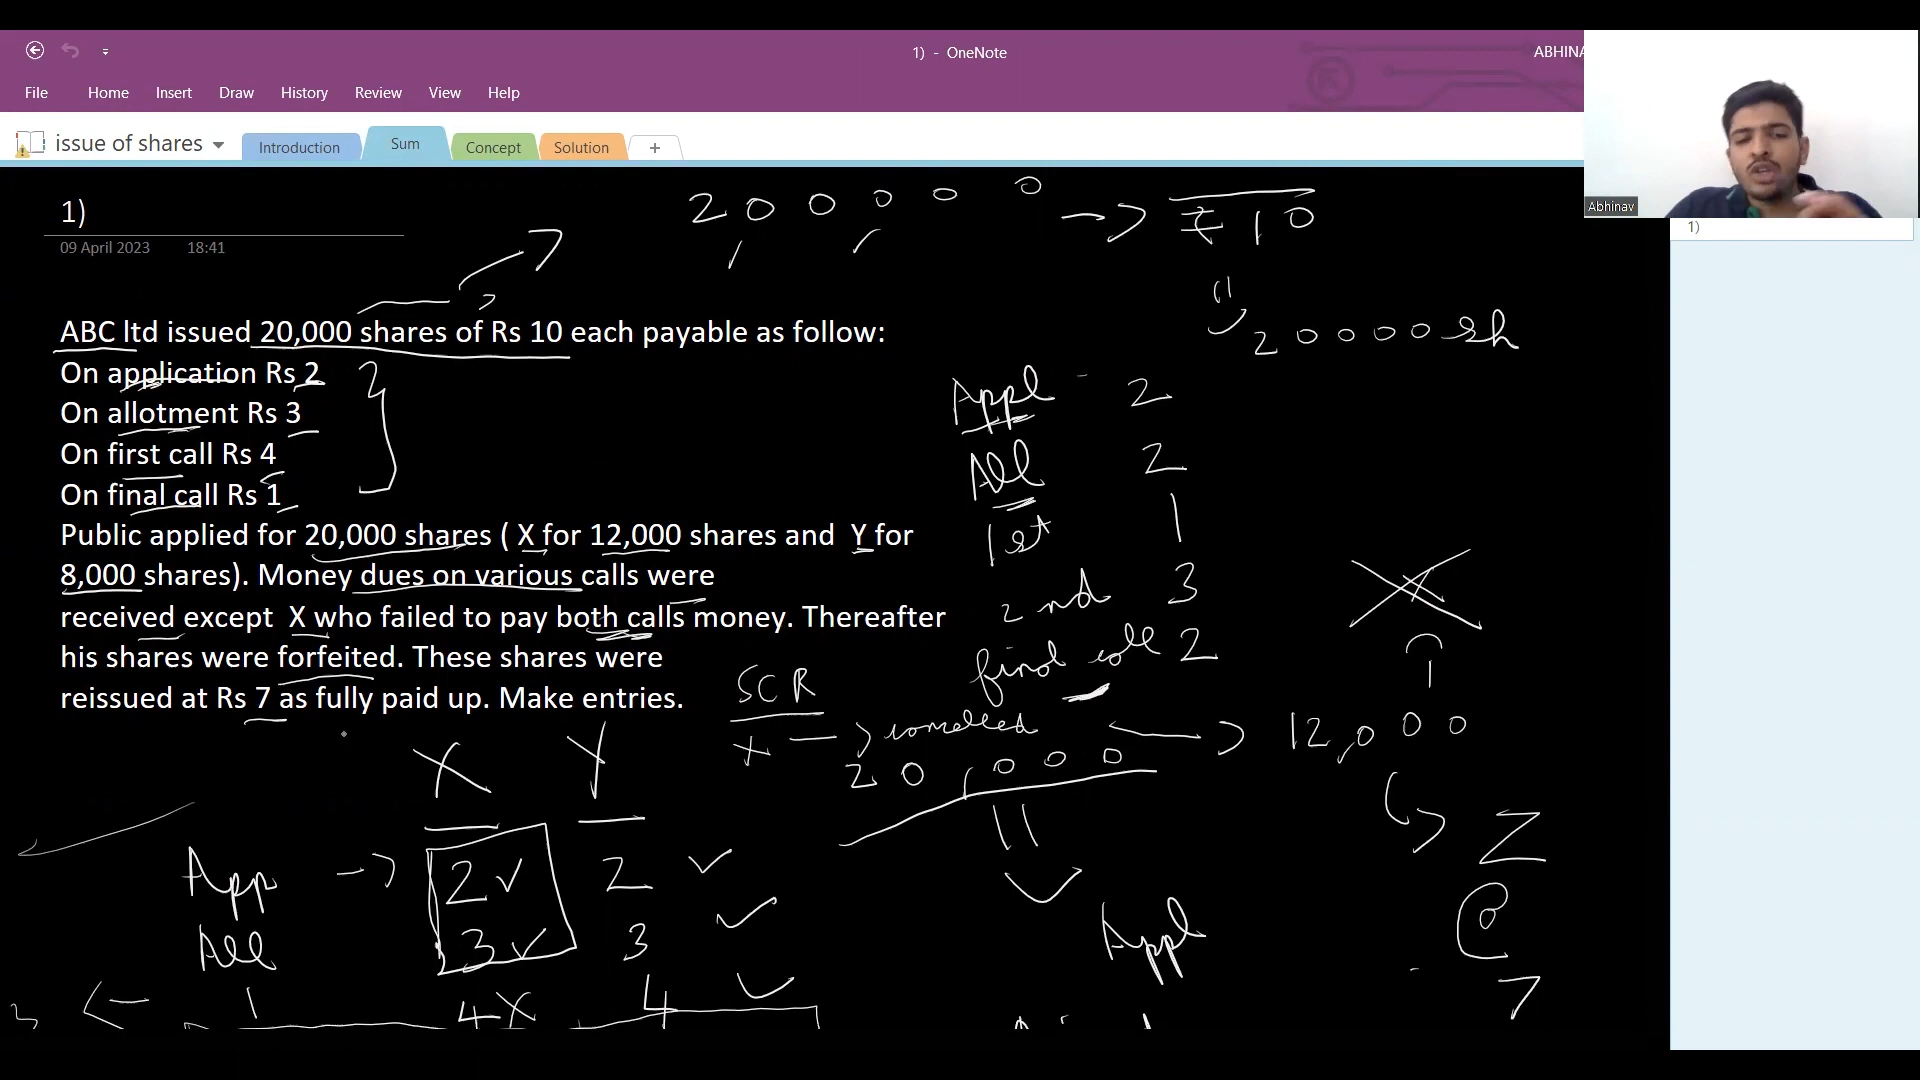 1) - OneNote
ABHINA
File Home Insert Draw History Review View Help
issue of shares Introduction Sum Concept Solution +
Abhinav
1)
1)
09 April 2023 18:41
20,00,000 → ₹10
20000 sh
ABC ltd issued 20,000 shares of Rs 10 each payable as follow:
On application Rs 2
On allotment Rs 3
On first call Rs 4
On final call Rs 1
Public applied for 20,000 shares ( X for 12,000 shares and Y for
8,000 shares). Money dues on various calls were
received except X who failed to pay both calls money. Thereafter
his shares were forfeited. These shares were
reissued at Rs 7 as fully paid up. Make entries.
Appl - 2
All 2
1st 1
2nd 3
final call 2
X
1
SCR
X →
20,000 → 12,000
Z
@
7
Appl
X Y
App → 2✓ 2 ✓
All 3✓ 3 ✓
1 4X 4 ✓